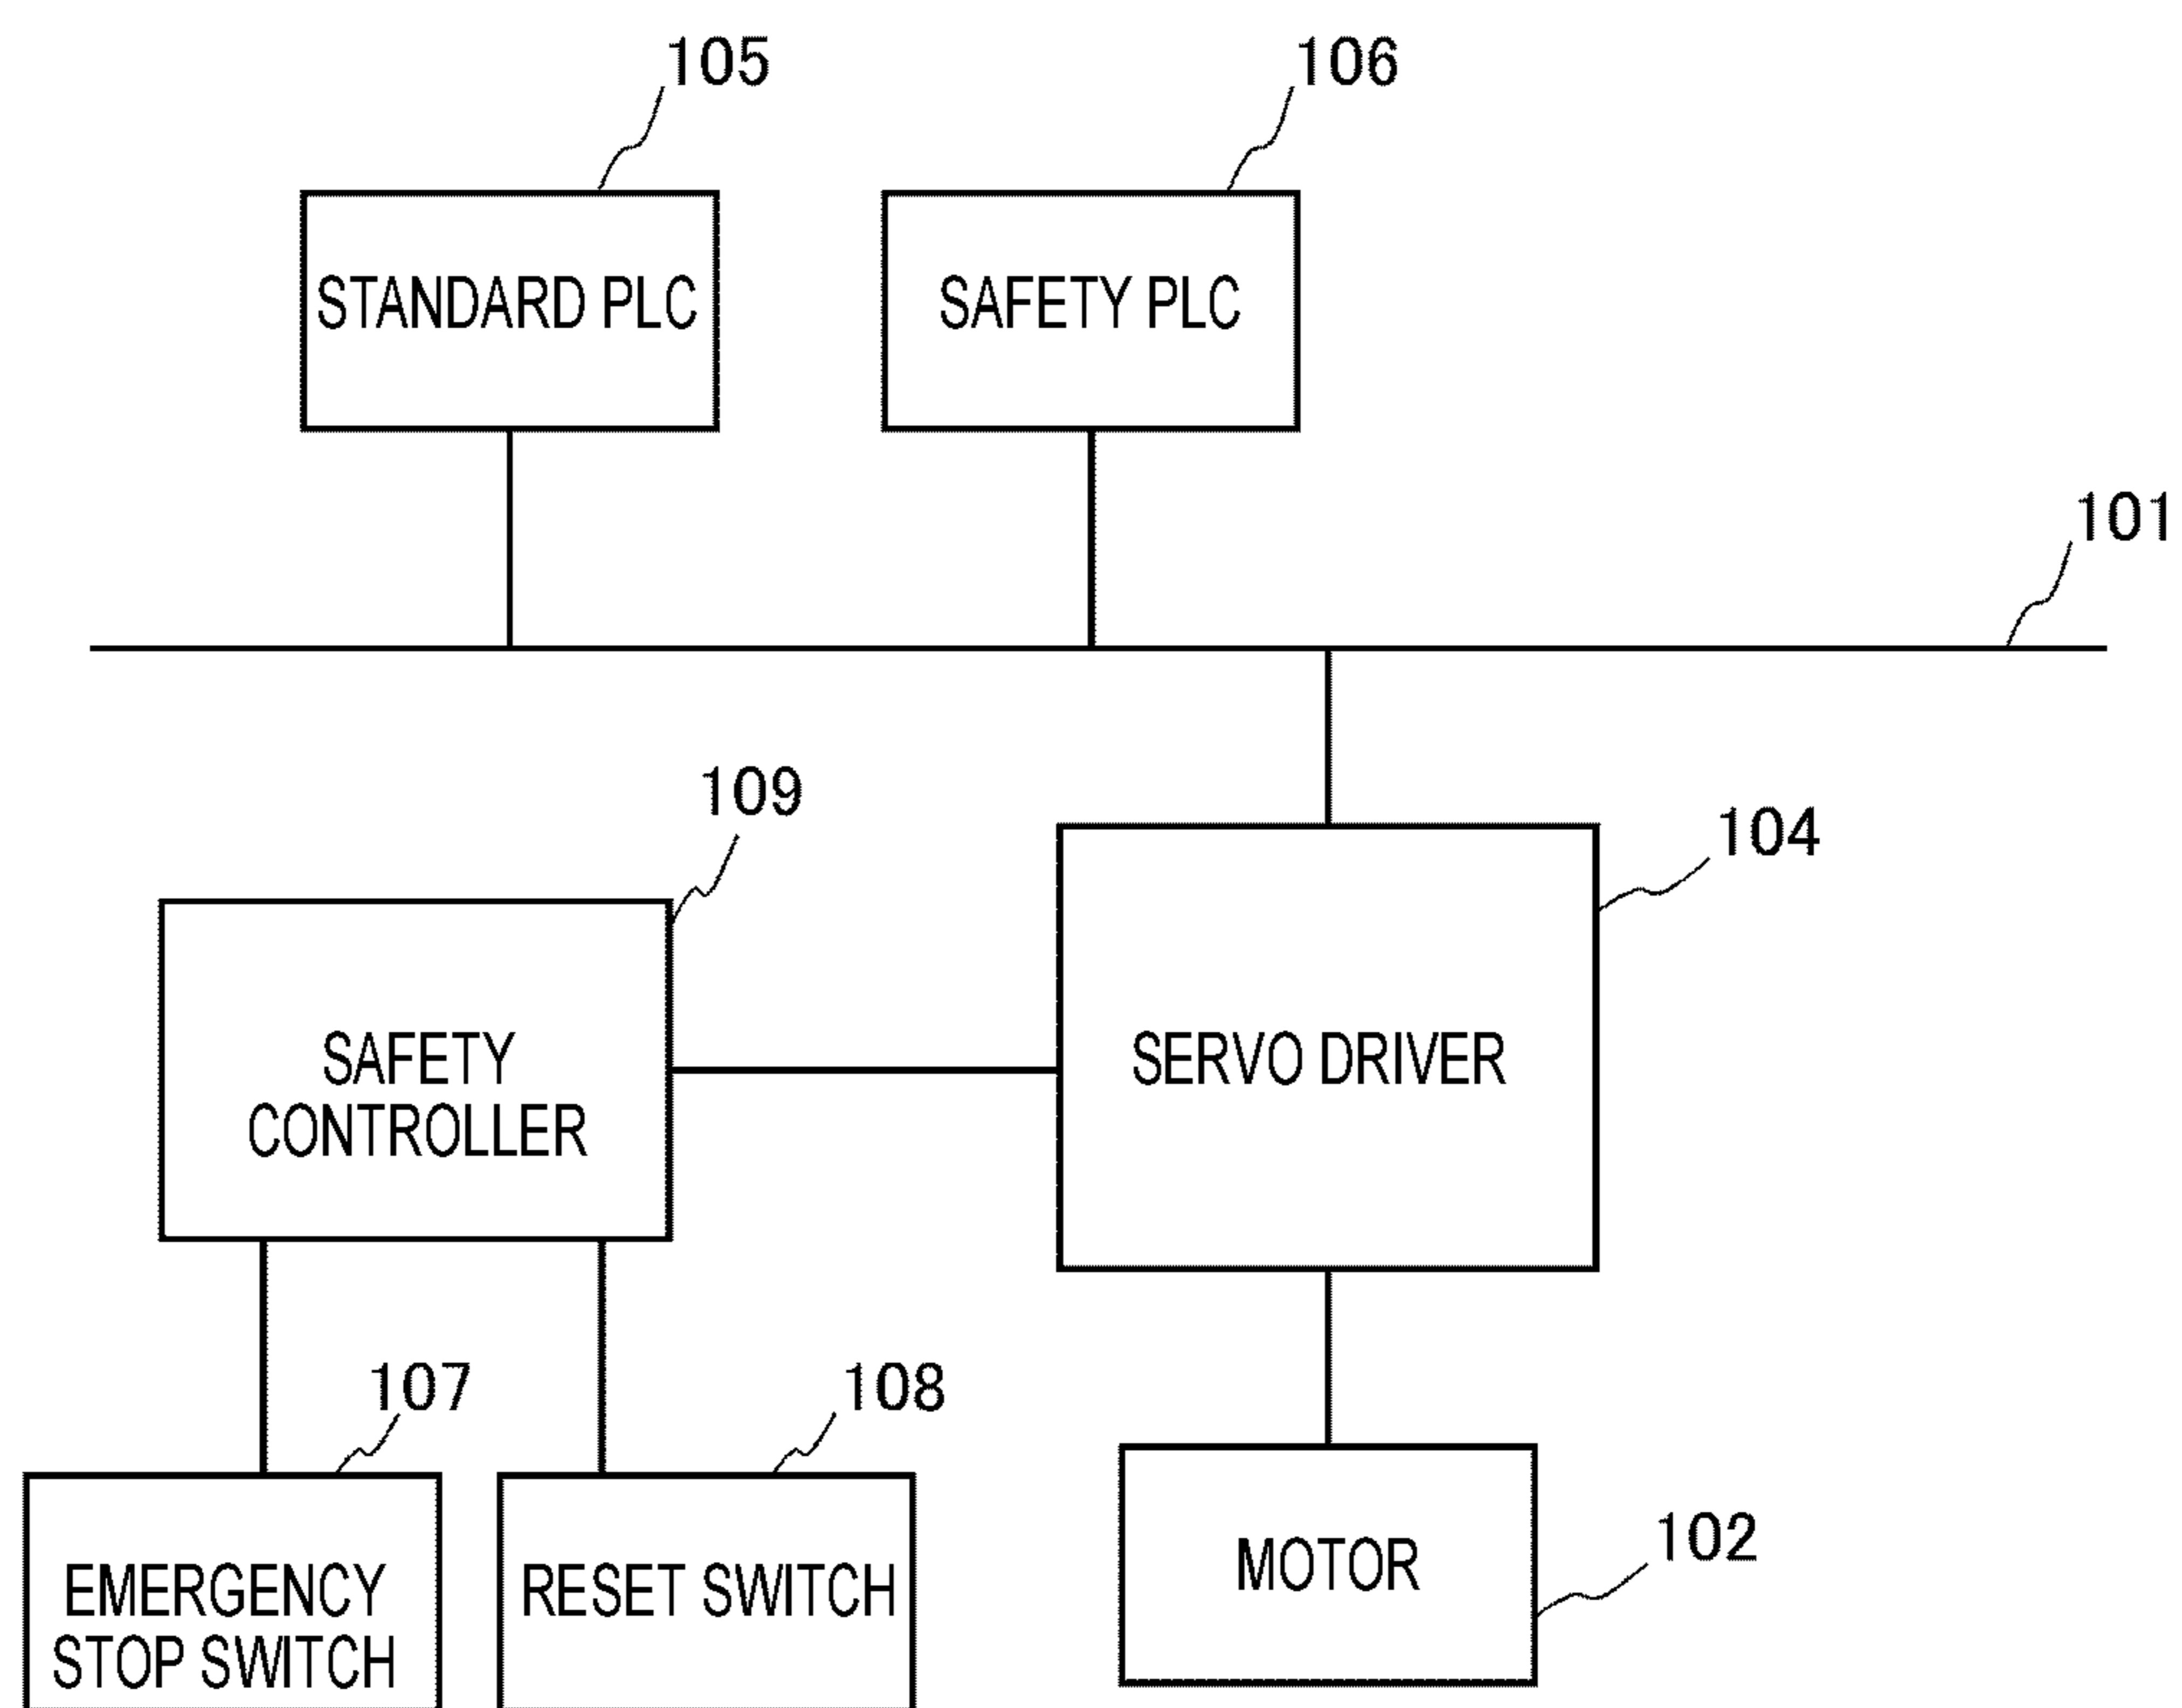 105
106
STANDARD PLC
SAFETY PLC
101
109
104
SAFETY
CONTROLLER
SERVO DRIVER
107
108
EMERGENCY
STOP SWITCH
RESET SWITCH
MOTOR
102